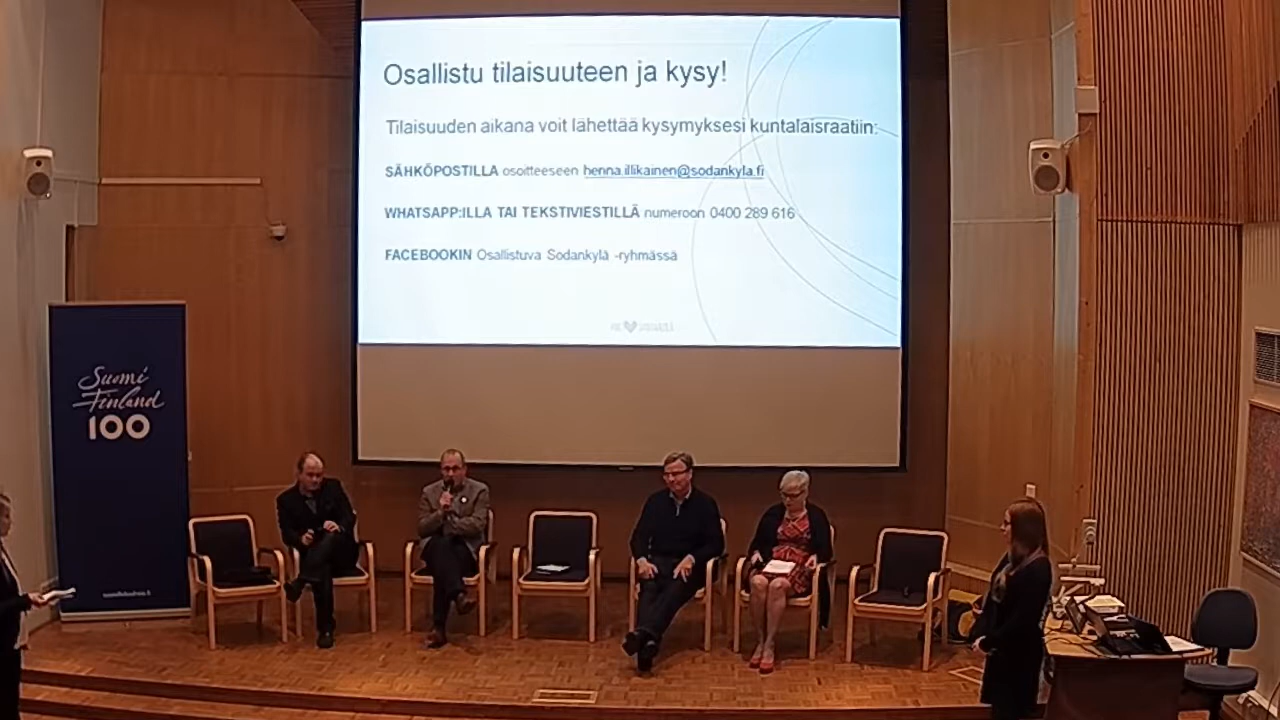 Osallistu tilaisuuteen ja kysy!
Tilaisuuden aikana voit lähettää kysymyksesi kuntalaisraatiin:
SÄHKÖPOSTILLA osoitteeseen henna.illikainen@sodankyla.fi
WHATSAPP:ILLA TAI TEKSTIVIESTILLÄ numeroon 0400 289 616
FACEBOOKIN Osallistuva Sodankylä -ryhmässä
Suomi
Finland
100